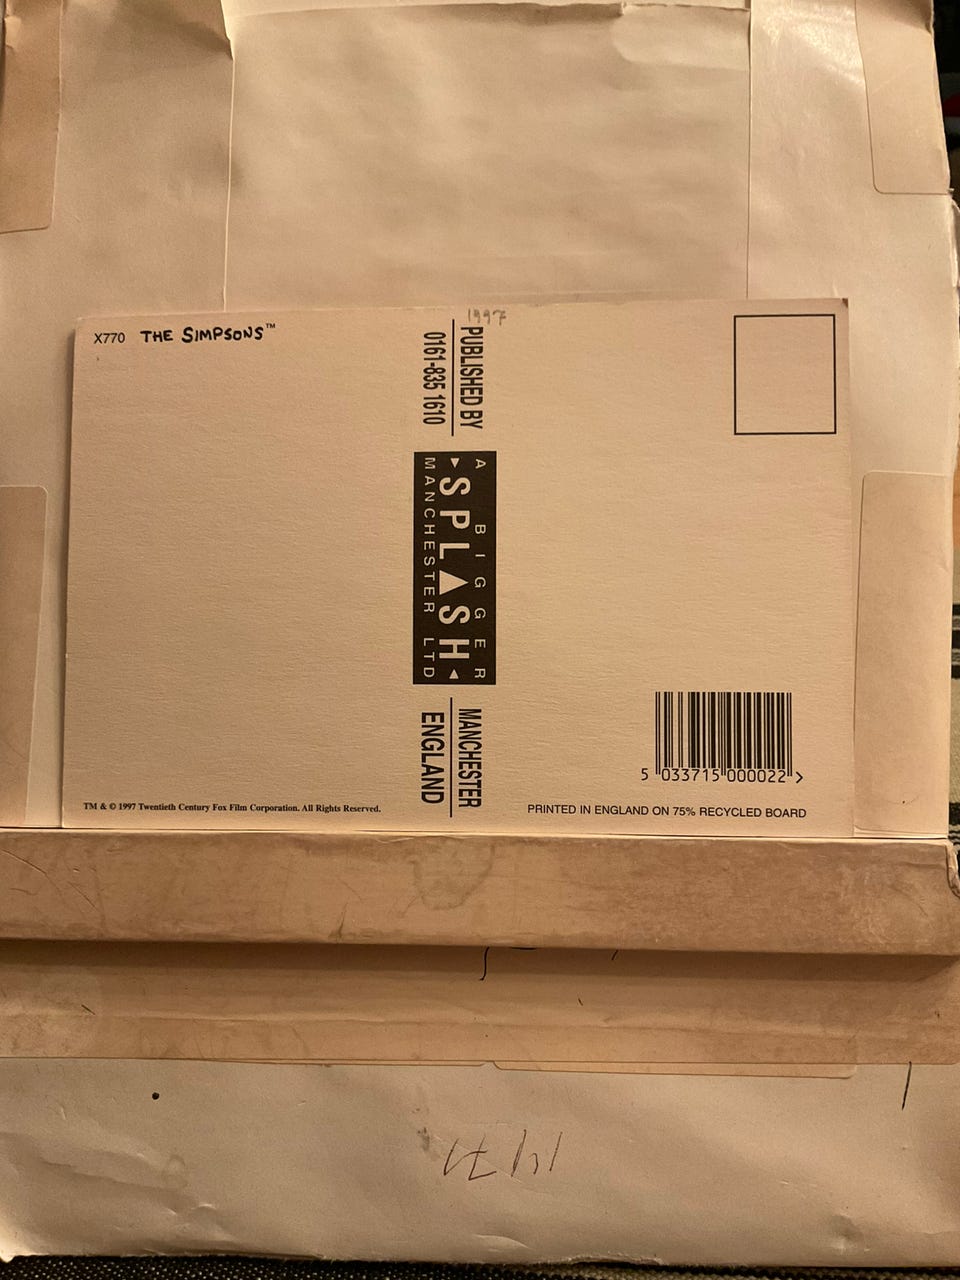 X770 THE SIMPSONS™
1997
PUBLISHED BY
0161-835 1610
A BIGGER
SPLASH
MANCHESTER LTD
MANCHESTER
ENGLAND
5 033715 000022 >
TM & © 1997 Twentieth Century Fox Film Corporation. All Rights Reserved.
PRINTED IN ENGLAND ON 75% RECYCLED BOARD